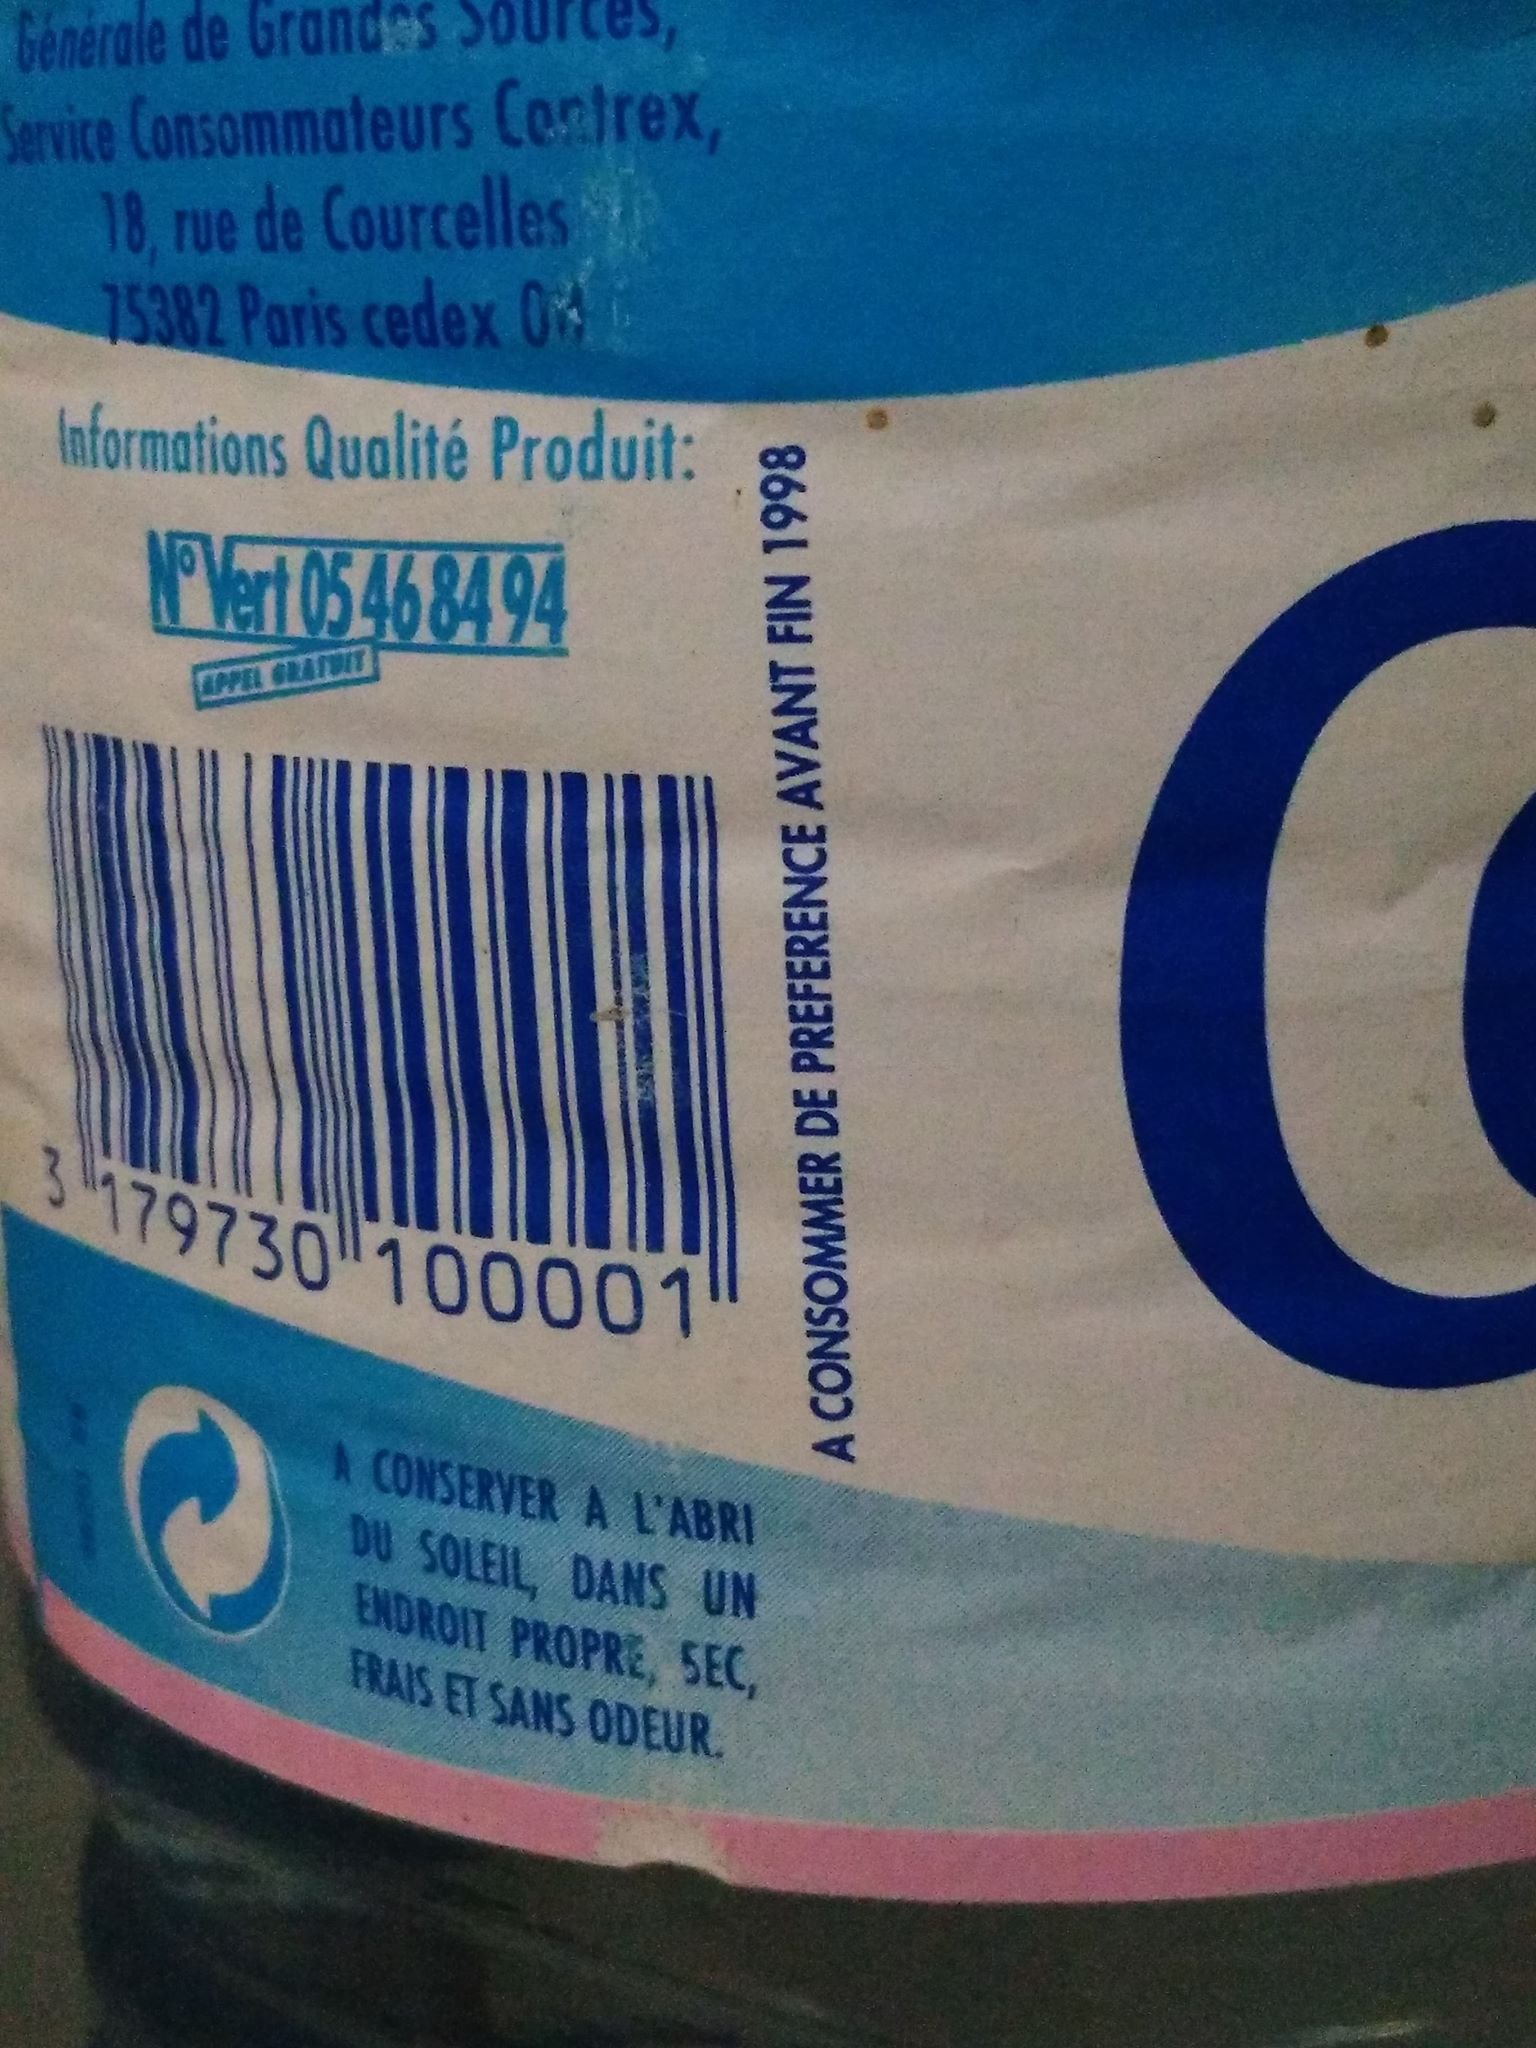 Générale de Grandes Sources,
Service Consommateurs Contrex,
18, rue de Courcelles
75382 Paris cedex
Informations Qualité Produit:
N° Vert 05 46 84 94
APPEL GRATUIT
3 179730 100001
A CONSOMMER DE PREFERENCE AVANT FIN 1998
A CONSERVER A L'ABRI
DU SOLEIL, DANS UN
ENDROIT PROPRE, SEC,
FRAIS ET SANS ODEUR.